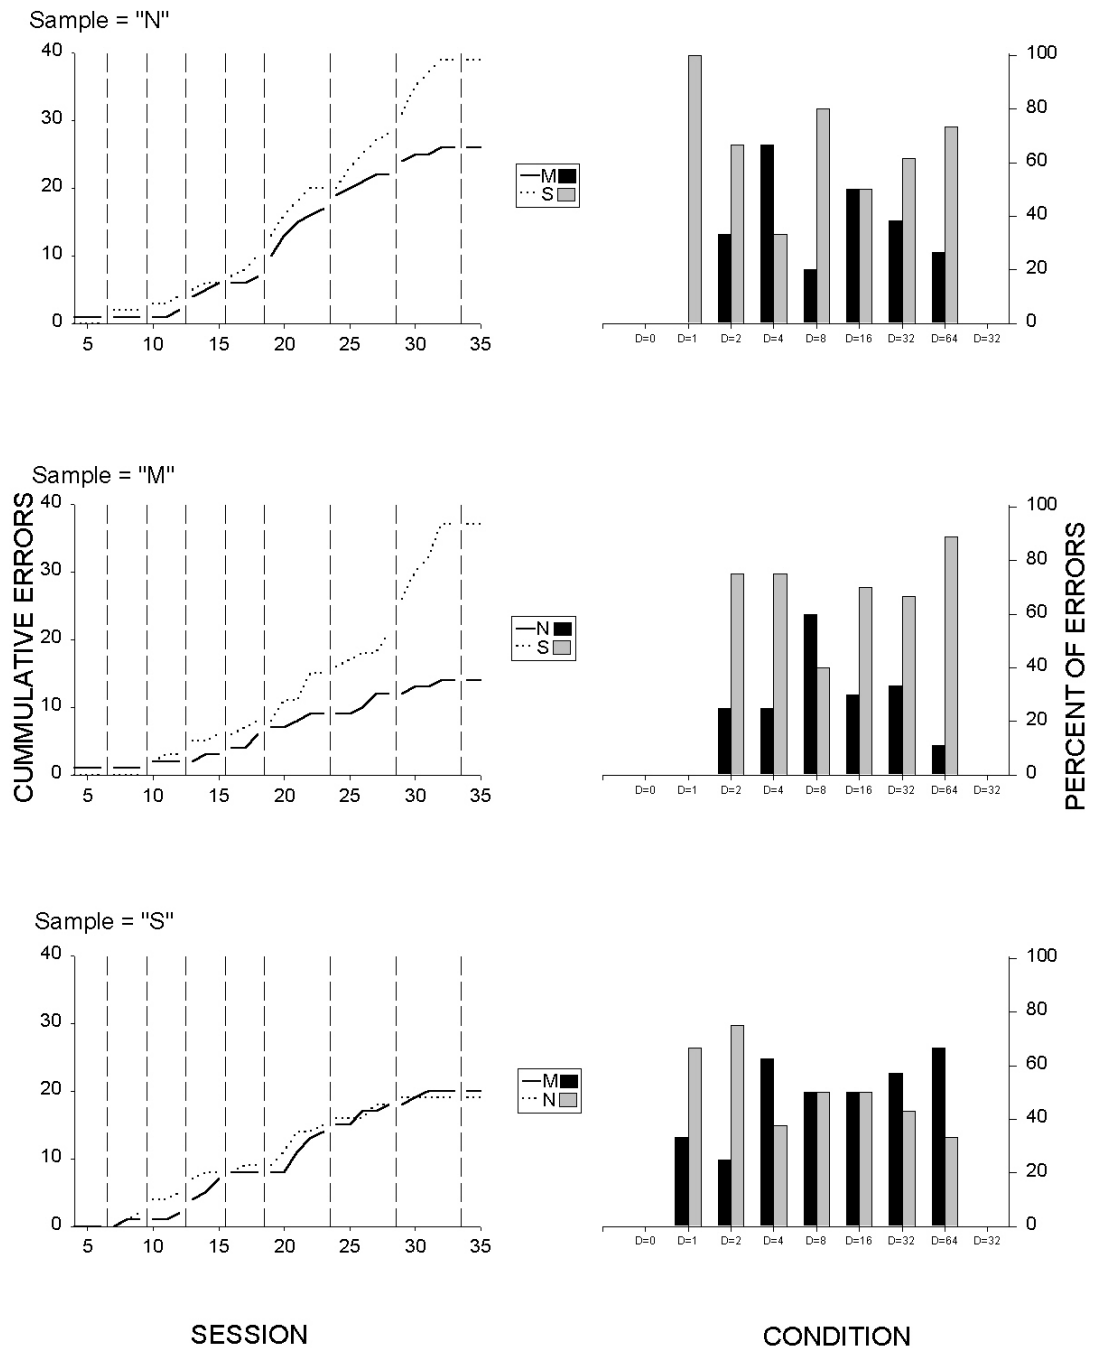 Sample = "N"
40
30
20
10
0
5 10 15 20 25 30 35
M
S
100
80
60
40
20
0
D=0 D=1 D=2 D=4 D=8 D=16 D=32 D=64 D=32
Sample = "M"
CUMMULATIVE ERRORS
40
30
20
10
0
5 10 15 20 25 30 35
N
S
100
80
60
40
20
0
D=0 D=1 D=2 D=4 D=8 D=16 D=32 D=64 D=32
PERCENT OF ERRORS
Sample = "S"
40
30
20
10
0
5 10 15 20 25 30 35
M
N
100
80
60
40
20
0
D=0 D=1 D=2 D=4 D=8 D=16 D=32 D=64 D=32
SESSION
CONDITION